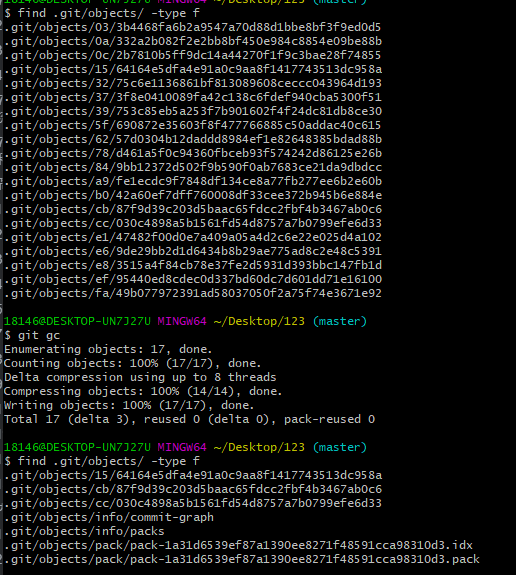 18146@DESKTOP-UN7J27U MINGW64 ~/Desktop/123 (master)
$ find .git/objects/ -type f
.git/objects/03/3b4468fa6b2a9547a70d88d1bbe8bf3f9ed0d5
.git/objects/0a/332a2b082f2e2bb8bf450e984c8854e09be88b
.git/objects/0c/2b7810b5ff9dc14a44270f1f9c3bae28f74855
.git/objects/15/64164e5dfa4e91a0c9aa8f1417743513dc958a
.git/objects/32/75c6e1136861bf813089608ceccc043964d193
.git/objects/37/3f8e0410089fa42c138c6fdef940cba5300f51
.git/objects/39/753c85eb5a253f7b901602f4f24dc81db8ce30
.git/objects/5f/690872e35603f8f477766885c50addac40c615
.git/objects/62/57d0304b12daddd8984ef1e82648385bdad88b
.git/objects/78/d461a5f0c94360fbceb93f574242d86125e26b
.git/objects/84/9bb12372d502f9b590f0ab7683ce21da9dbdcc
.git/objects/a9/fe1ecdc9f7848df134ce8a77fb277ee6b2e60b
.git/objects/b0/42a60ef7dff760008df33cee372b945b6e884e
.git/objects/cb/87f9d39c203d5baac65fdcc2fbf4b3467ab0c6
.git/objects/cc/030c4898a5b1561fd54d8757a7b0799efe6d33
.git/objects/e1/47482f00d0e7a409a05a4d2c6e22e025d4a102
.git/objects/e6/9de29bb2d1d6434b8b29ae775ad8c2e48c5391
.git/objects/e8/3515a4f84cb78e37fe2d5931d393bbc147fb1d
.git/objects/ef/95440ed8cdec0d337bd60dc7d601dd71e16100
.git/objects/fa/49b077972391ad58037050f2a75f74e3671e92
18146@DESKTOP-UN7J27U MINGW64 ~/Desktop/123 (master)
$ git gc
Enumerating objects: 17, done.
Counting objects: 100% (17/17), done.
Delta compression using up to 8 threads
Compressing objects: 100% (14/14), done.
Writing objects: 100% (17/17), done.
Total 17 (delta 3), reused 0 (delta 0), pack-reused 0
18146@DESKTOP-UN7J27U MINGW64 ~/Desktop/123 (master)
$ find .git/objects/ -type f
.git/objects/15/64164e5dfa4e91a0c9aa8f1417743513dc958a
.git/objects/cb/87f9d39c203d5baac65fdcc2fbf4b3467ab0c6
.git/objects/cc/030c4898a5b1561fd54d8757a7b0799efe6d33
.git/objects/info/commit-graph
.git/objects/info/packs
.git/objects/pack/pack-1a31d6539ef87a1390ee8271f48591cca98310d3.idx
.git/objects/pack/pack-1a31d6539ef87a1390ee8271f48591cca98310d3.pack